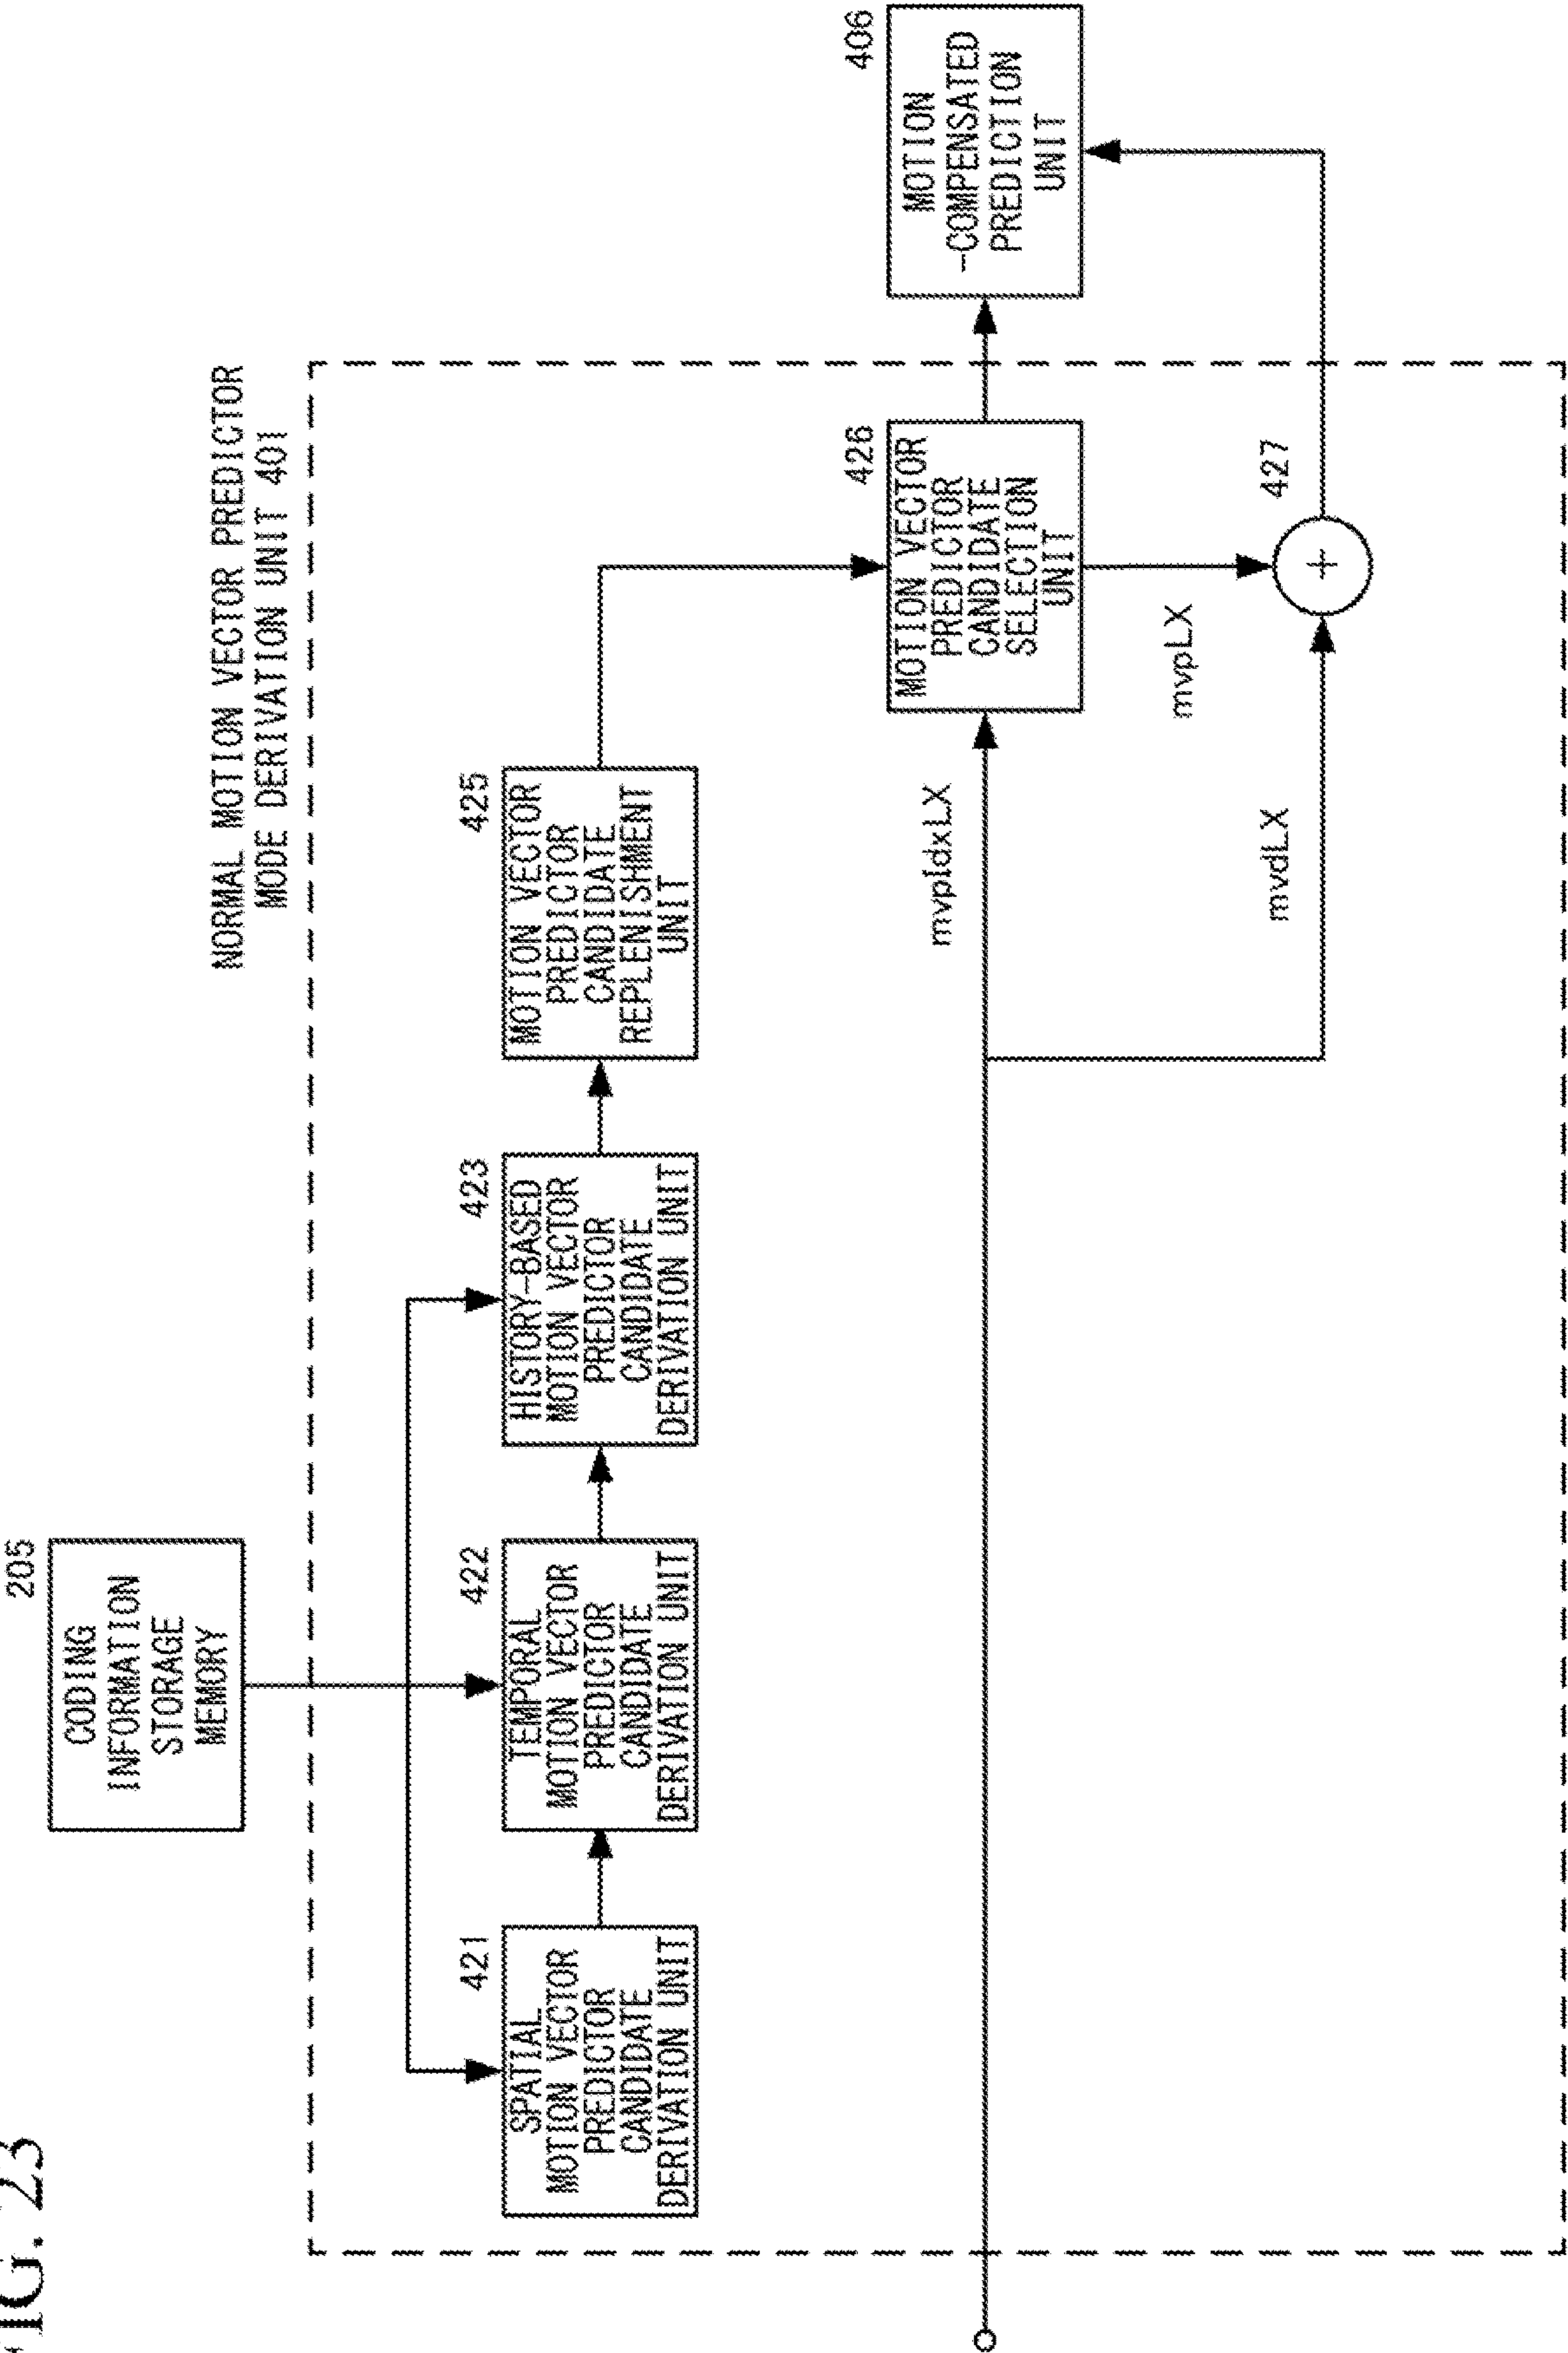 FIG. 23
NORMAL MOTION VECTOR PREDICTOR
MODE DERIVATION UNIT 401
205
CODING
INFORMATION
STORAGE
MEMORY
421
SPATIAL
MOTION VECTOR
PREDICTOR
CANDIDATE
DERIVATION UNIT
422
TEMPORAL
MOTION VECTOR
PREDICTOR
CANDIDATE
DERIVATION UNIT
423
HISTORY-BASED
MOTION VECTOR
PREDICTOR
CANDIDATE
DERIVATION UNIT
425
MOTION VECTOR
PREDICTOR
CANDIDATE
REPLENISHMENT
UNIT
426
MOTION VECTOR
PREDICTOR
CANDIDATE
SELECTION
UNIT
406
MOTION
-COMPENSATED
PREDICTION
UNIT
mvpIdxLX
mvpLX
mvdLX
427
+